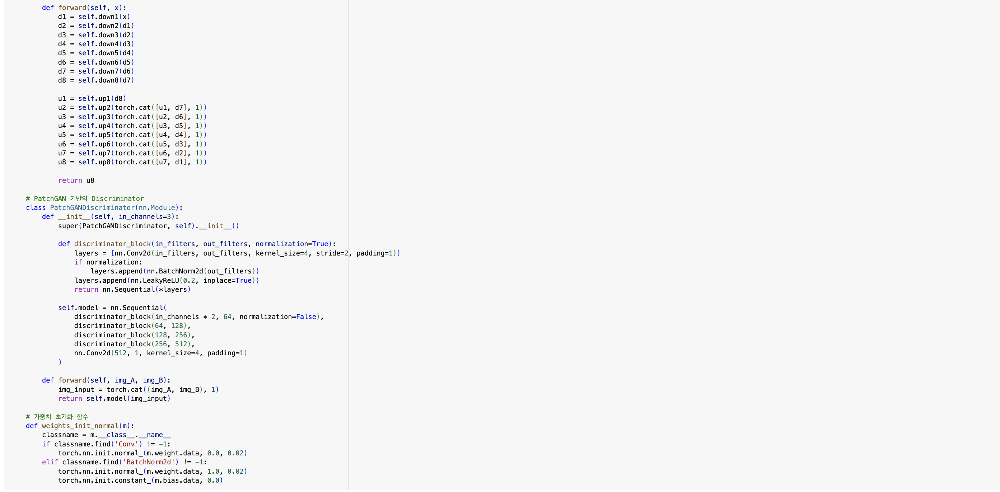 def forward(self, x):
d1 = self.down1(x)
d2 = self.down2(d1)
d3 = self.down3(d2)
d4 = self.down4(d3)
d5 = self.down5(d4)
d6 = self.down6(d5)
d7 = self.down7(d6)
d8 = self.down8(d7)
u1 = self.up1(d8)
u2 = self.up2(torch.cat([u1, d7], 1))
u3 = self.up3(torch.cat([u2, d6], 1))
u4 = self.up4(torch.cat([u3, d5], 1))
u5 = self.up5(torch.cat([u4, d4], 1))
u6 = self.up6(torch.cat([u5, d3], 1))
u7 = self.up7(torch.cat([u6, d2], 1))
u8 = self.up8(torch.cat([u7, d1], 1))
return u8
# PatchGAN 기반의 Discriminator
class PatchGANDiscriminator(nn.Module):
def __init__(self, in_channels=3):
super(PatchGANDiscriminator, self).__init__()
def discriminator_block(in_filters, out_filters, normalization=True):
layers = [nn.Conv2d(in_filters, out_filters, kernel_size=4, stride=2, padding=1)]
if normalization:
layers.append(nn.BatchNorm2d(out_filters))
layers.append(nn.LeakyReLU(0.2, inplace=True))
return nn.Sequential(*layers)
self.model = nn.Sequential(
discriminator_block(in_channels * 2, 64, normalization=False),
discriminator_block(64, 128),
discriminator_block(128, 256),
discriminator_block(256, 512),
nn.Conv2d(512, 1, kernel_size=4, padding=1)
)
def forward(self, img_A, img_B):
img_input = torch.cat((img_A, img_B), 1)
return self.model(img_input)
# 가중치 초기화 함수
def weights_init_normal(m):
classname = m.__class__.__name__
if classname.find('Conv') != -1:
torch.nn.init.normal_(m.weight.data, 0.0, 0.02)
elif classname.find('BatchNorm2d') != -1:
torch.nn.init.normal_(m.weight.data, 1.0, 0.02)
torch.nn.init.constant_(m.bias.data, 0.0)